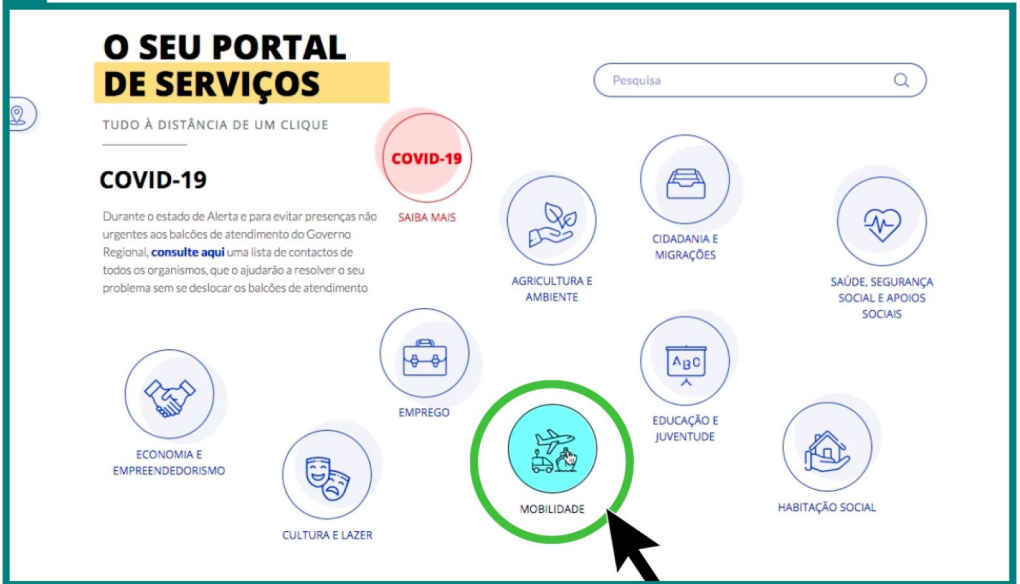 O SEU PORTAL
DE SERVIÇOS
TUDO À DISTÂNCIA DE UM CLIQUE
Pesquisa
COVID-19
Durante o estado de Alerta e para evitar presenças não
urgentes aos balcões de atendimento do Governo
Regional, consulte aqui uma lista de contactos de
todos os organismos, que o ajudarão a resolver o seu
problema sem se deslocar os balcões de atendimento
COVID-19
SAIBA MAIS
AGRICULTURA E
AMBIENTE
CIDADANIA E
MIGRAÇÕES
SAÚDE, SEGURANÇA
SOCIAL E APOIOS
SOCIAIS
ECONOMIA E
EMPREENDEDORISMO
EMPREGO
ABC
EDUCAÇÃO E
JUVENTUDE
CULTURA E LAZER
MOBILIDADE
HABITAÇÃO SOCIAL